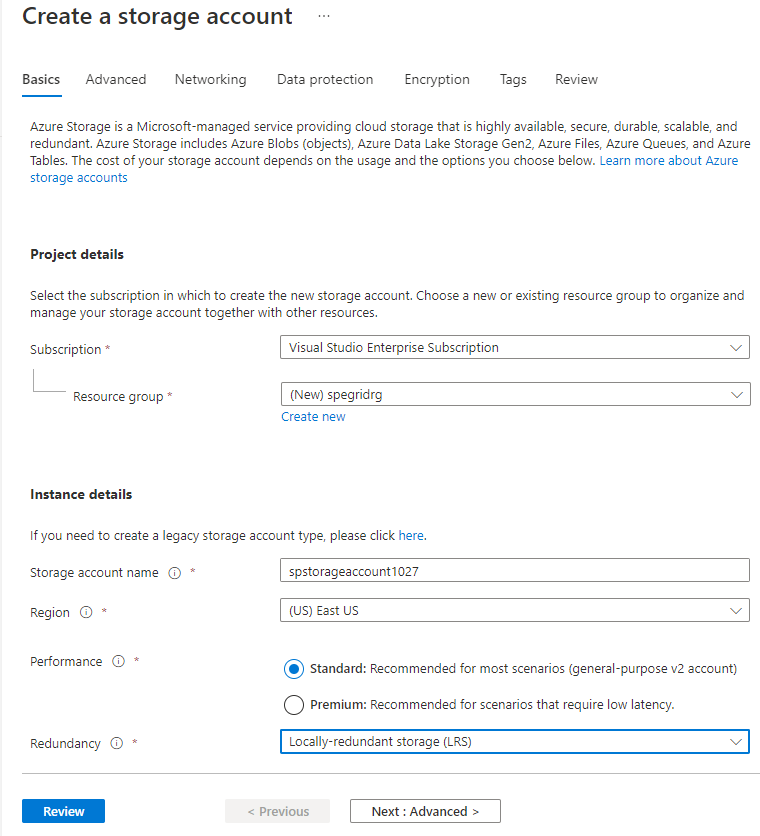 Create a storage account ...
Basics Advanced Networking Data protection Encryption Tags Review
Azure Storage is a Microsoft-managed service providing cloud storage that is highly available, secure, durable, scalable, and
redundant. Azure Storage includes Azure Blobs (objects), Azure Data Lake Storage Gen2, Azure Files, Azure Queues, and Azure
Tables. The cost of your storage account depends on the usage and the options you choose below. Learn more about Azure
storage accounts
Project details
Select the subscription in which to create the new storage account. Choose a new or existing resource group to organize and
manage your storage account together with other resources.
Subscription * Visual Studio Enterprise Subscription
Resource group * (New) spegridrg
Create new
Instance details
If you need to create a legacy storage account type, please click here.
Storage account name * spstorageaccount1027
Region * (US) East US
Performance * Standard: Recommended for most scenarios (general-purpose v2 account)
Premium: Recommended for scenarios that require low latency.
Redundancy * Locally-redundant storage (LRS)
Review < Previous Next : Advanced >